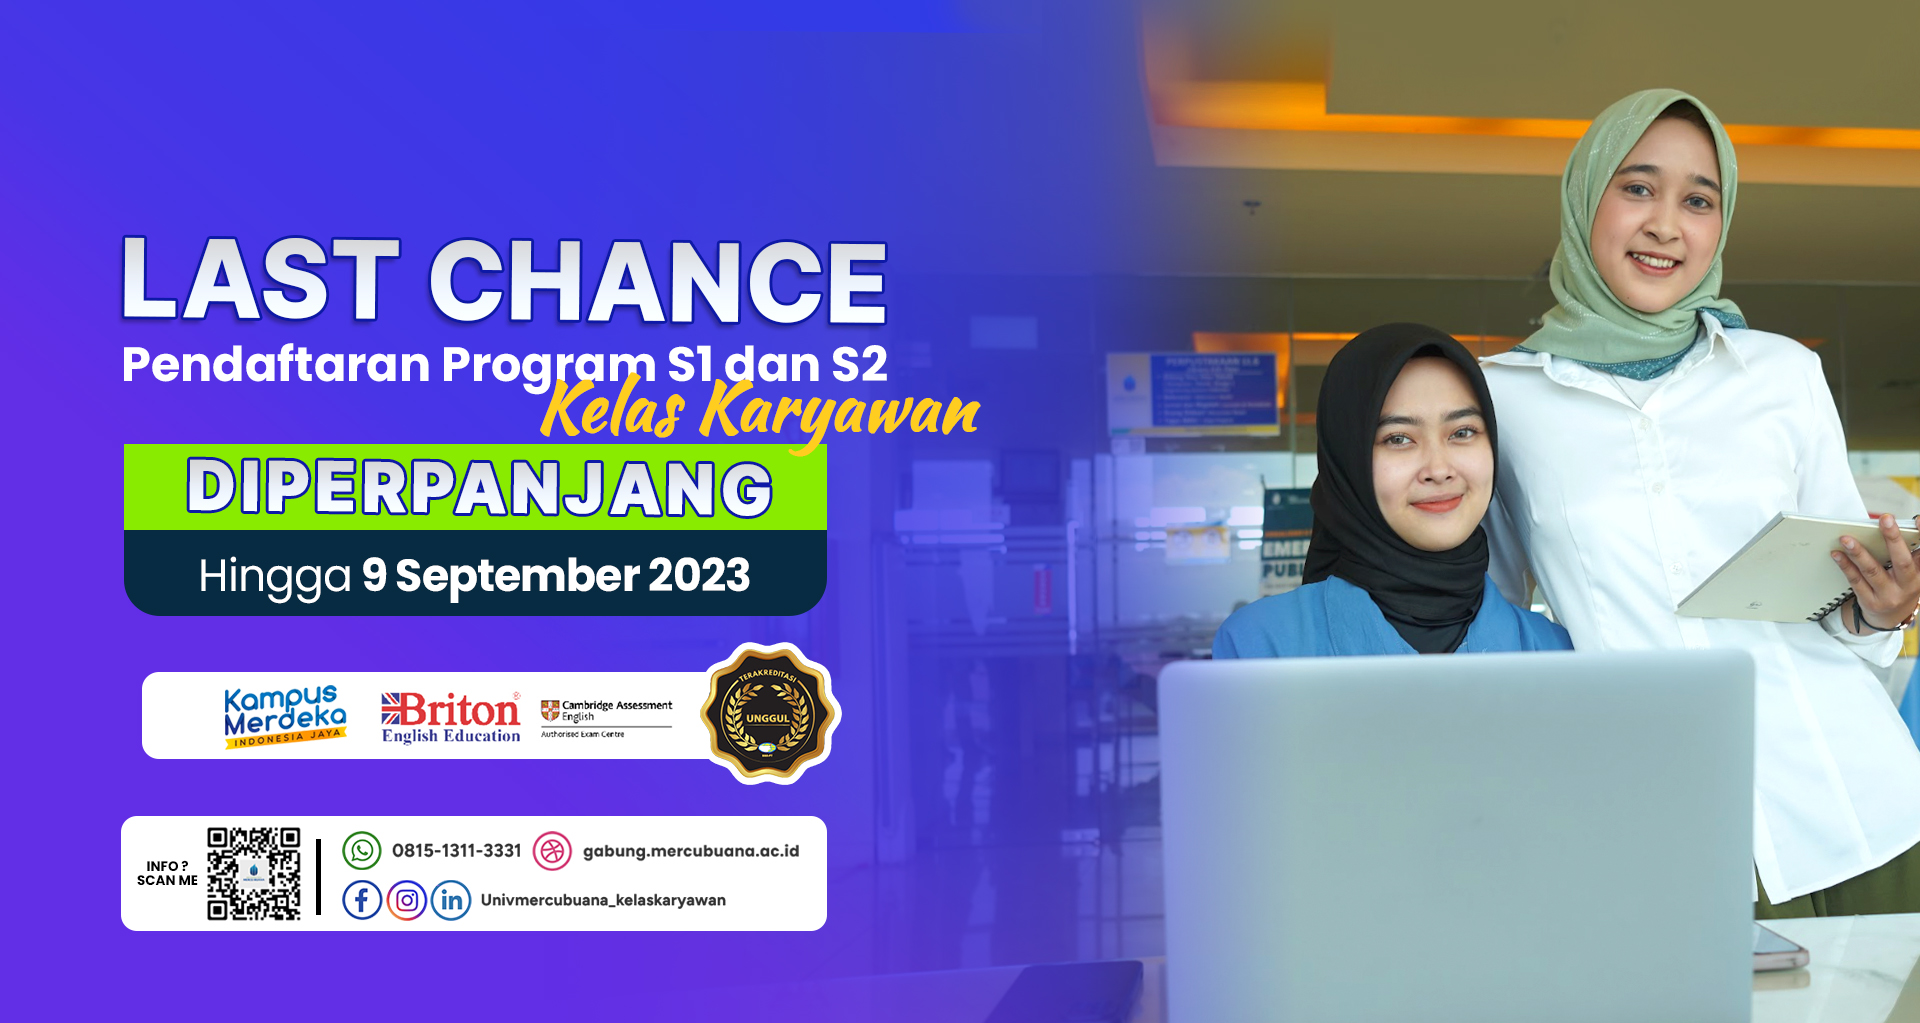 LAST CHANCE
Pendaftaran Program S1 dan S2
Kelas Karyawan
DIPERPANJANG
Hingga 9 September 2023
Kampus
Merdeka
INDONESIA JAYA
Briton
English Education
Cambridge Assessment
English
Authorised Exam Centre
TERAKREDITASI
UNGGUL
INFO ?
SCAN ME
0815-1311-3331
gabung.mercubuana.ac.id
Univmercubuana_kelaskaryawan
PERPUSTAKAAN